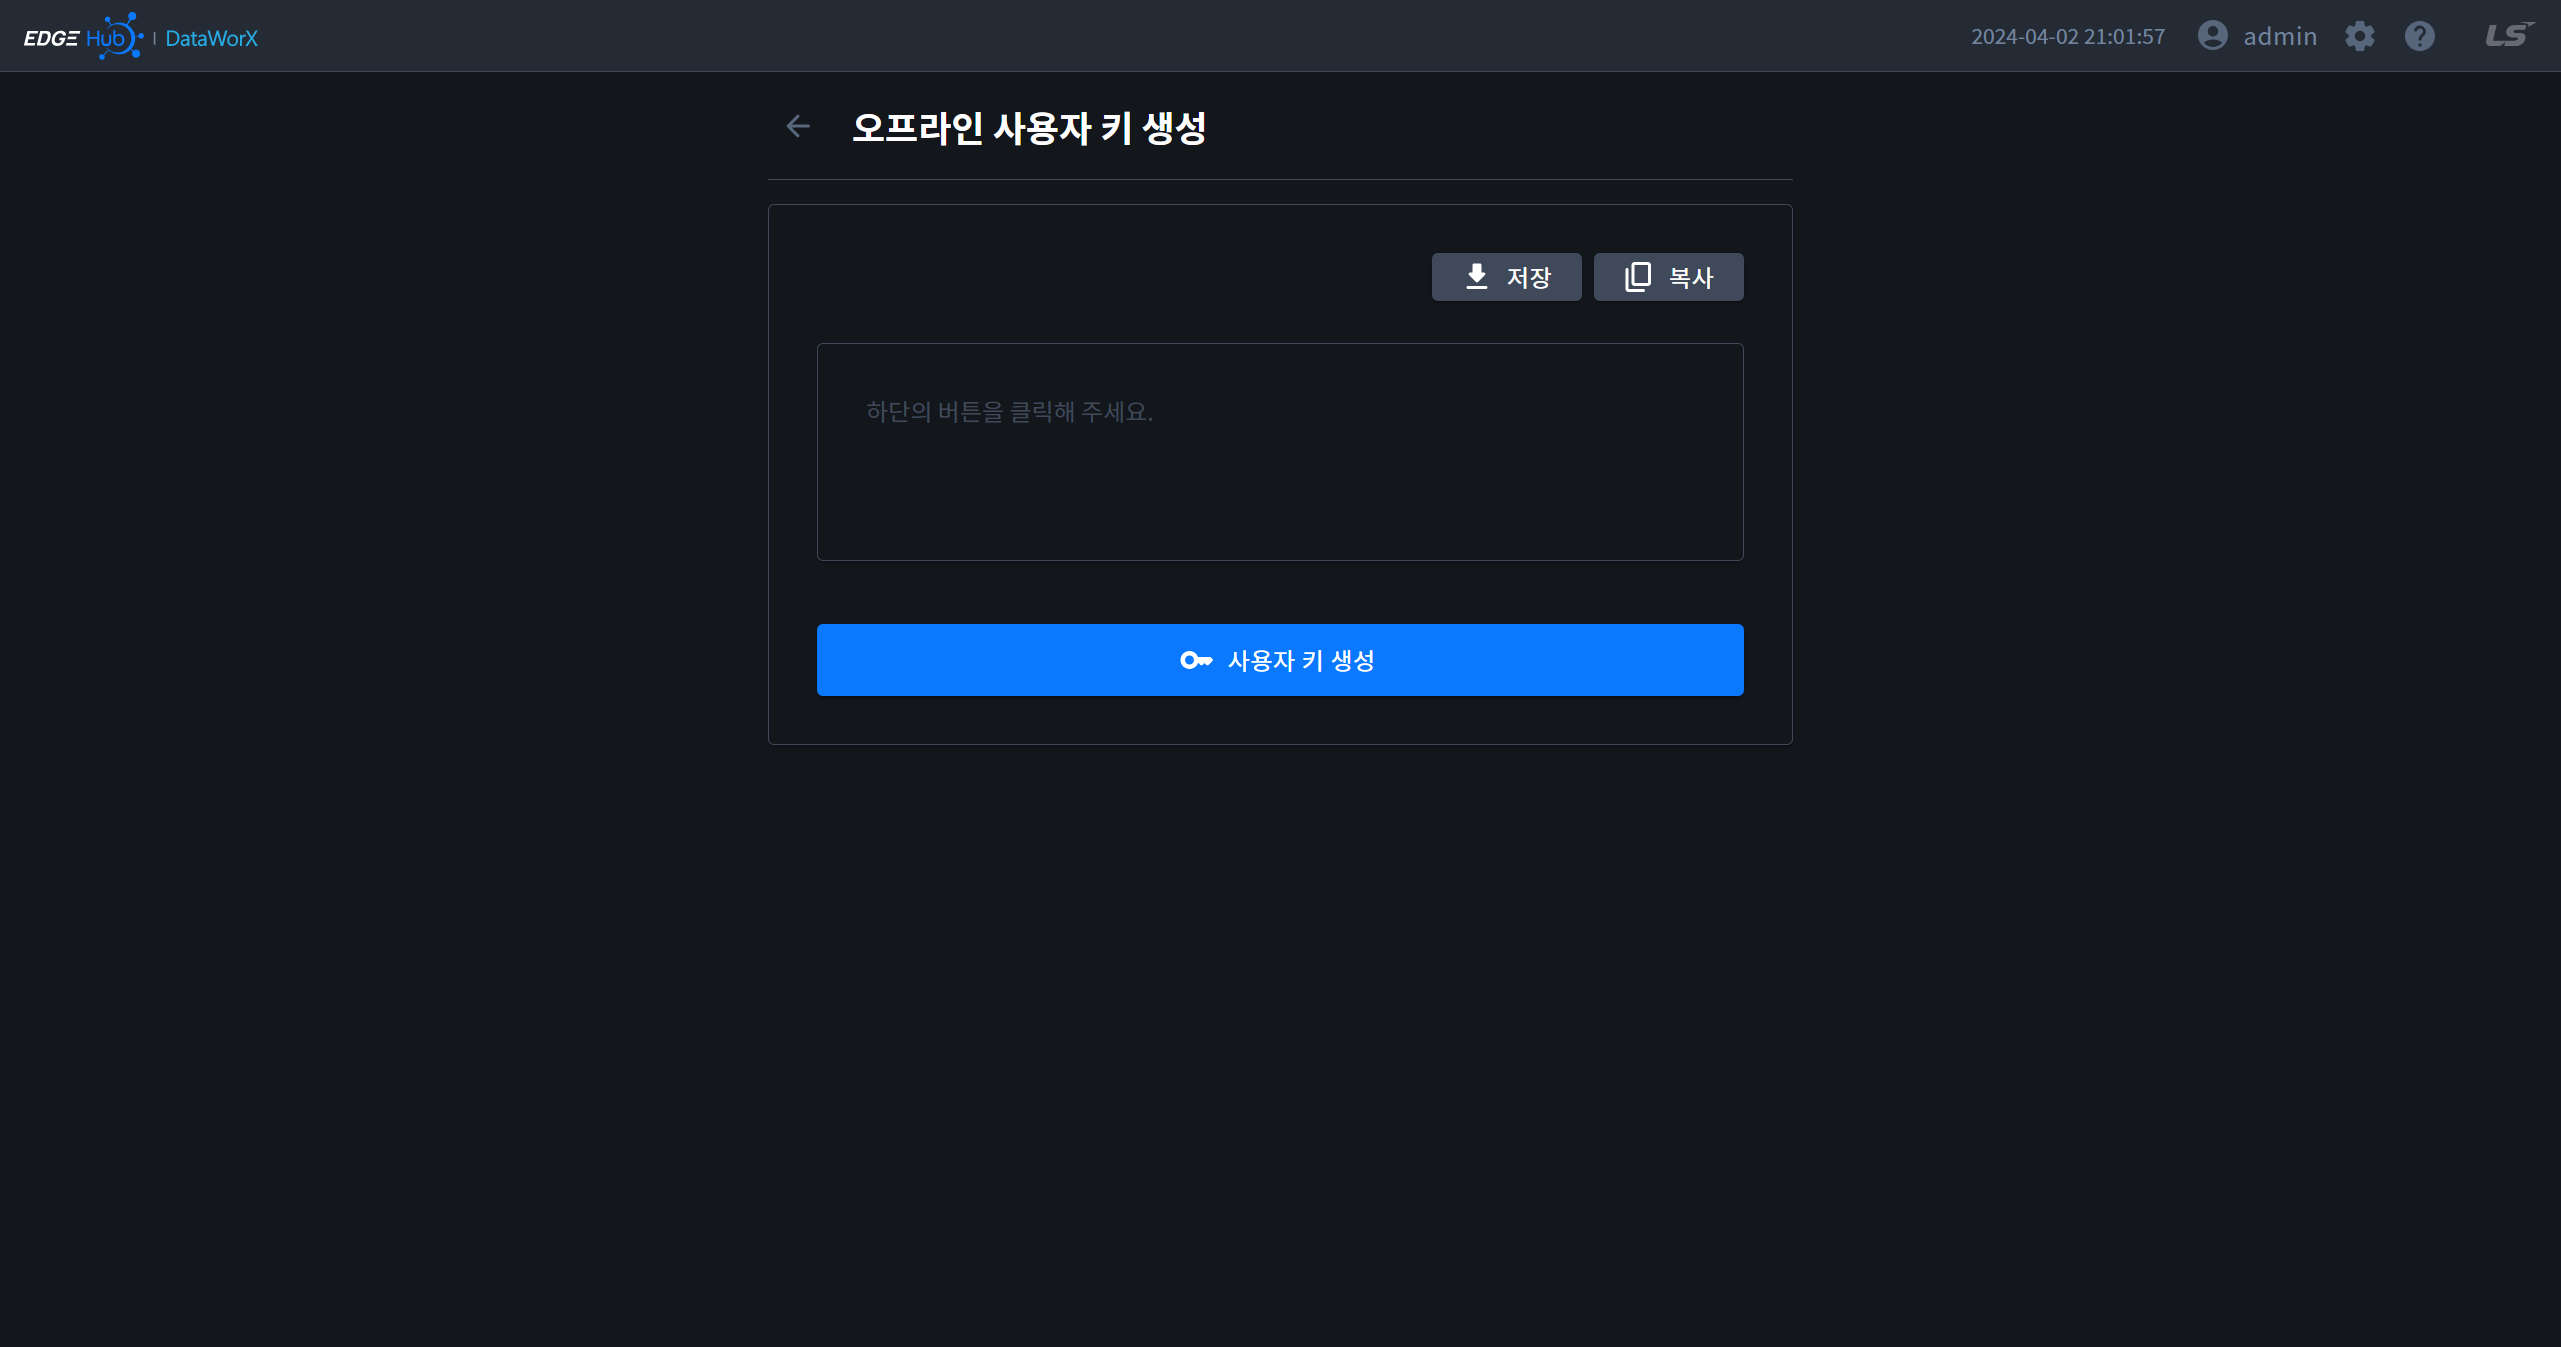 EDGE Hub | DataWorX 2024-04-02 21:01:57 admin LS
오프라인 사용자 키 생성
저장 복사
하단의 버튼을 클릭해 주세요.
사용자 키 생성